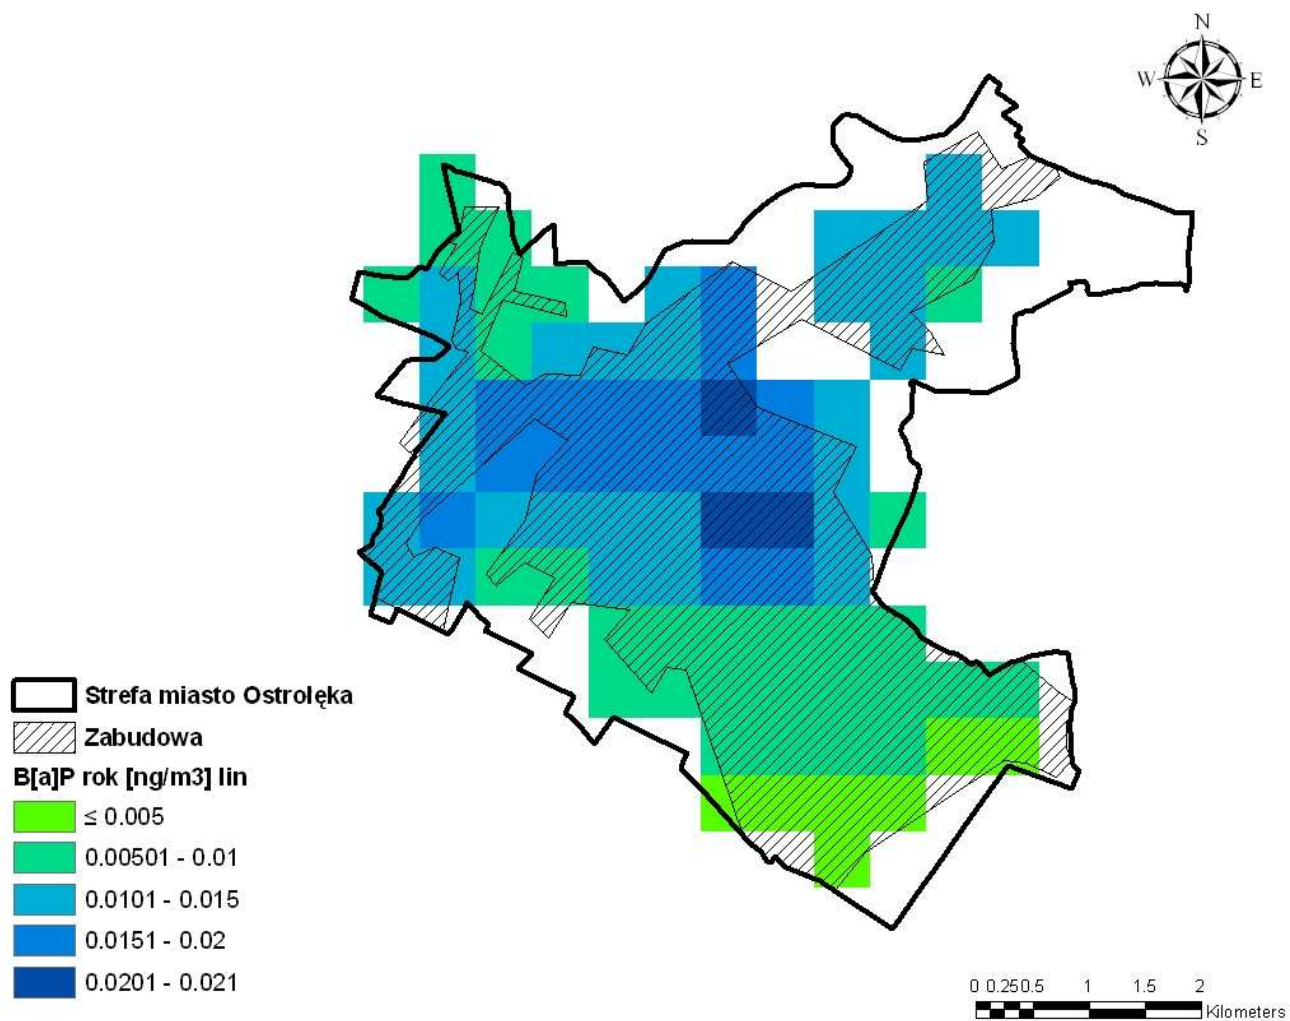 N
W E
S
Strefa miasto Ostrołęka
Zabudowa
B[a]P rok [ng/m3] lin
≤ 0.005
0.00501 - 0.01
0.0101 - 0.015
0.0151 - 0.02
0.0201 - 0.021
0 0.250.5 1 1.5 2
Kilometers